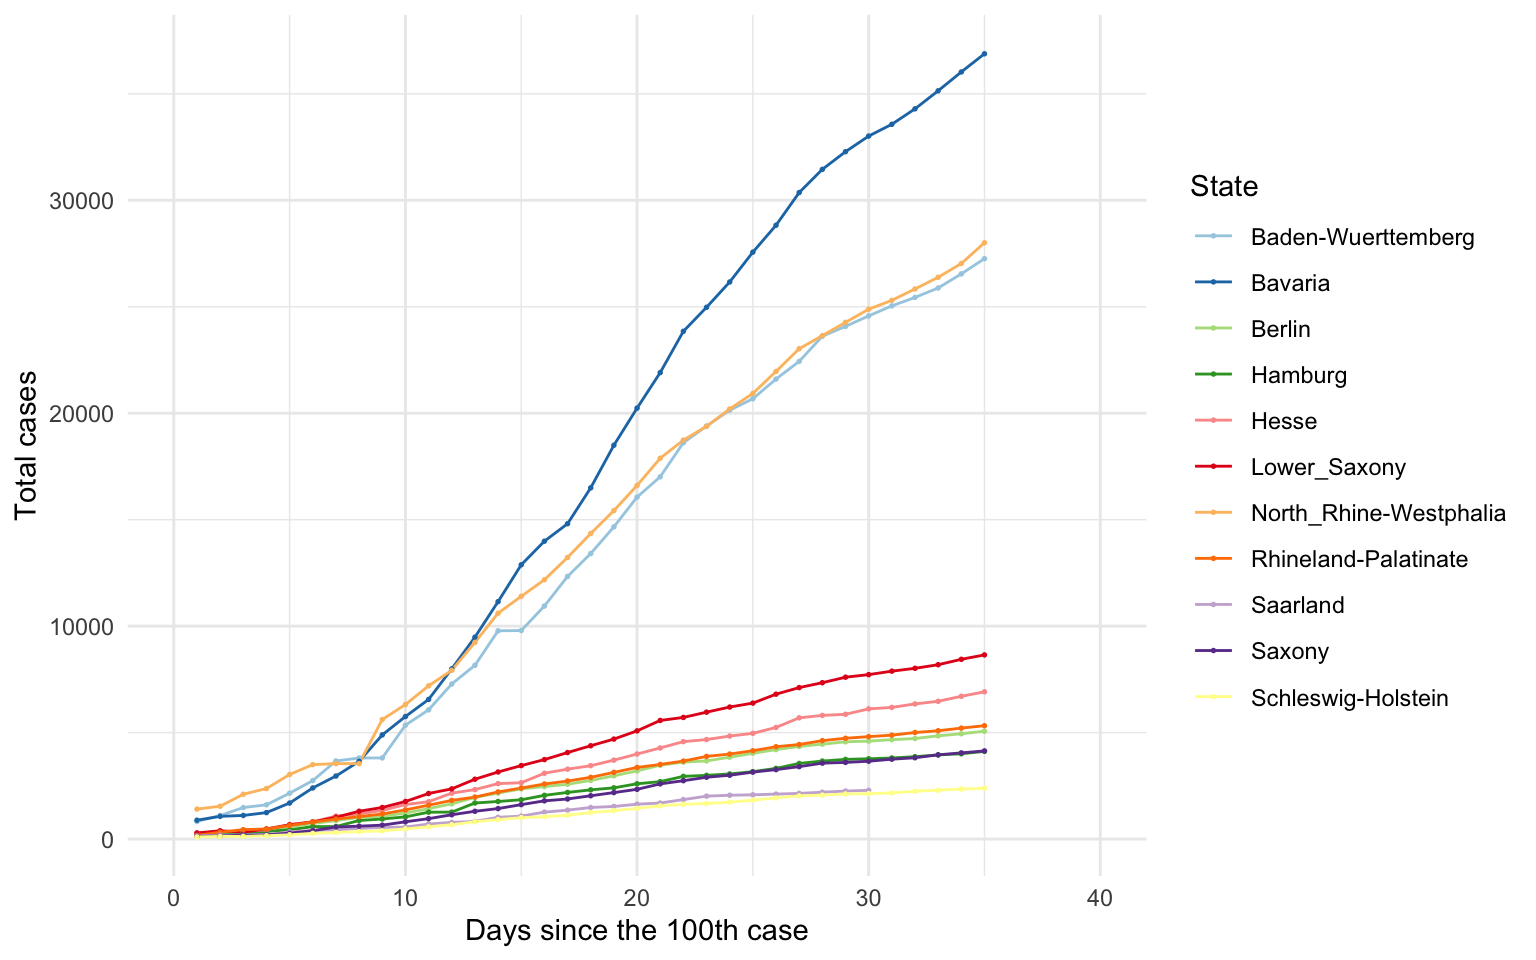 30000
20000
10000
0
0 10 20 30 40
Days since the 100th case
Total cases
State
Baden-Wuerttemberg
Bavaria
Berlin
Hamburg
Hesse
Lower_Saxony
North_Rhine-Westphalia
Rhineland-Palatinate
Saarland
Saxony
Schleswig-Holstein